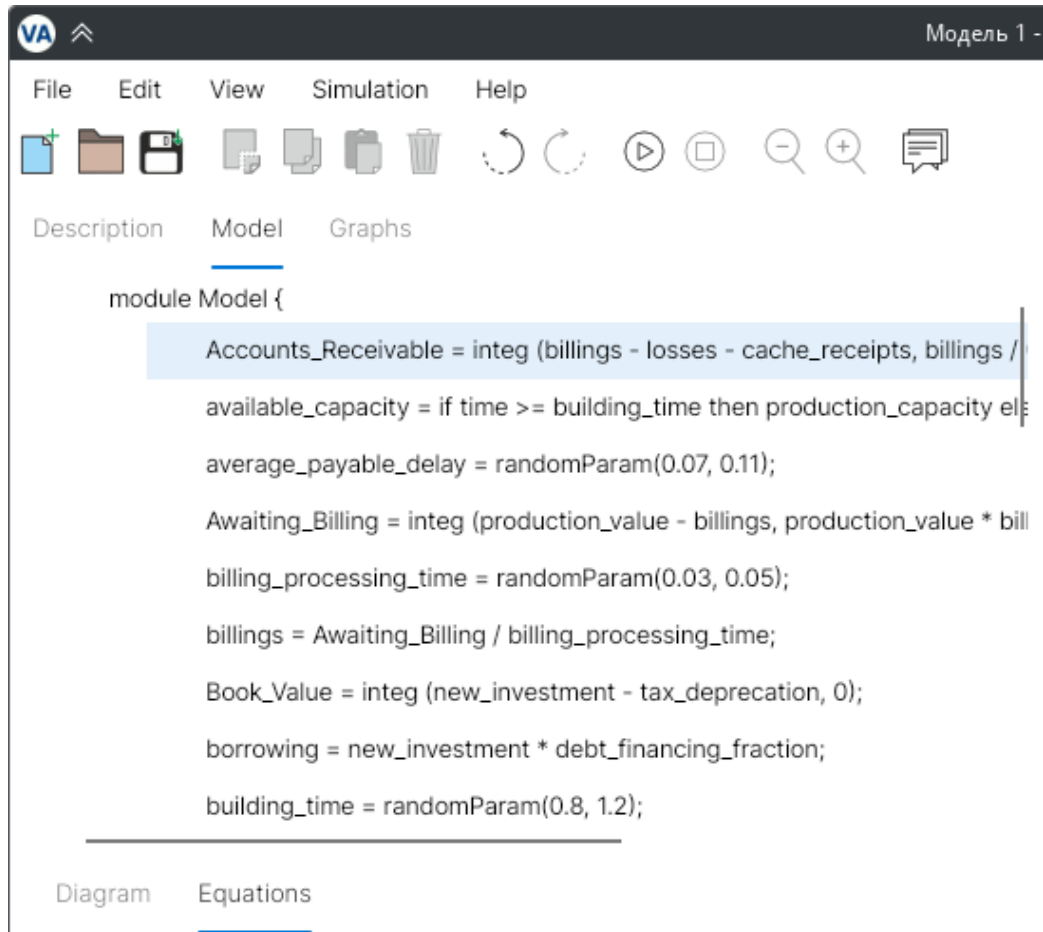 VA Модель 1 -
File Edit View Simulation Help
Description Model Graphs
module Model {
Accounts_Receivable = integ (billings - losses - cache_receipts, billings /
available_capacity = if time >= building_time then production_capacity els
average_payable_delay = randomParam(0.07, 0.11);
Awaiting_Billing = integ (production_value - billings, production_value * bill
billing_processing_time = randomParam(0.03, 0.05);
billings = Awaiting_Billing / billing_processing_time;
Book_Value = integ (new_investment - tax_deprecation, 0);
borrowing = new_investment * debt_financing_fraction;
building_time = randomParam(0.8, 1.2);
Diagram Equations